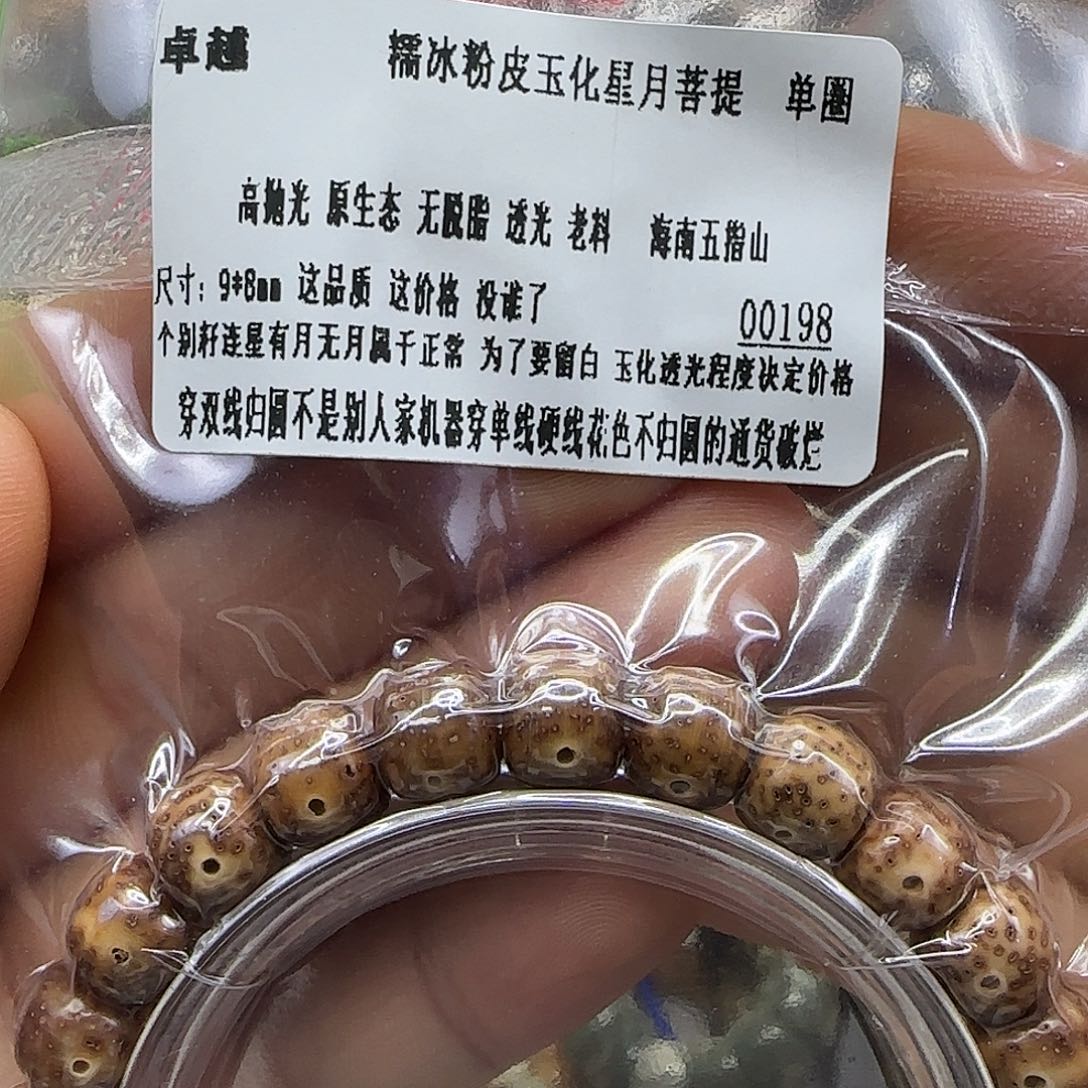 卓越 糯冰粉皮玉化星月菩提 单圈
高抛光 原生态 无脱脂 透光 老料 海南五指山
尺寸：9*8mm 这品质 这价格 没谁了 00198
个别籽连星有月无月属于正常 为了要留白 玉化透光程度决定价格
穿双线归圆不是别人家机器穿单线硬线花色不归圆的通货破烂